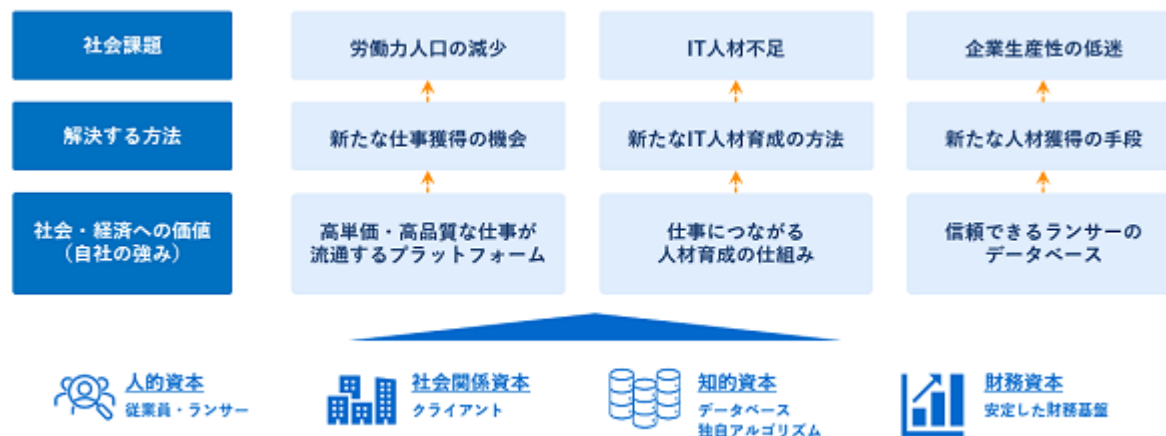 社会課題
労働力人口の減少
IT人材不足
企業生産性の低迷
解決する方法
新たな仕事獲得の機会
新たなIT人材育成の方法
新たな人材獲得の手段
社会・経済への価値
（自社の強み）
高単価・高品質な仕事が
流通するプラットフォーム
仕事につながる
人材育成の仕組み
信頼できるランサーの
データベース
人的資本
従業員・ランサー
社会関係資本
クライアント
知的資本
データベース
独自アルゴリズム
財務資本
安定した財務基盤